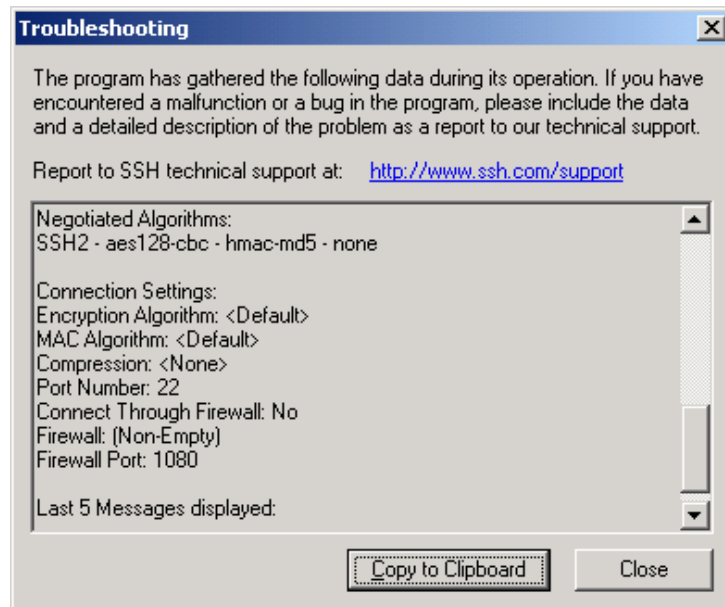 Troubleshooting
The program has gathered the following data during its operation. If you have
encountered a malfunction or a bug in the program, please include the data
and a detailed description of the problem as a report to our technical support.
Report to SSH technical support at: http://www.ssh.com/support
Negotiated Algorithms:
SSH2 - aes128-cbc - hmac-md5 - none
Connection Settings:
Encryption Algorithm: <Default>
MAC Algorithm: <Default>
Compression: <None>
Port Number: 22
Connect Through Firewall: No
Firewall: (Non-Empty)
Firewall Port: 1080
Last 5 Messages displayed:
Copy to Clipboard
Close